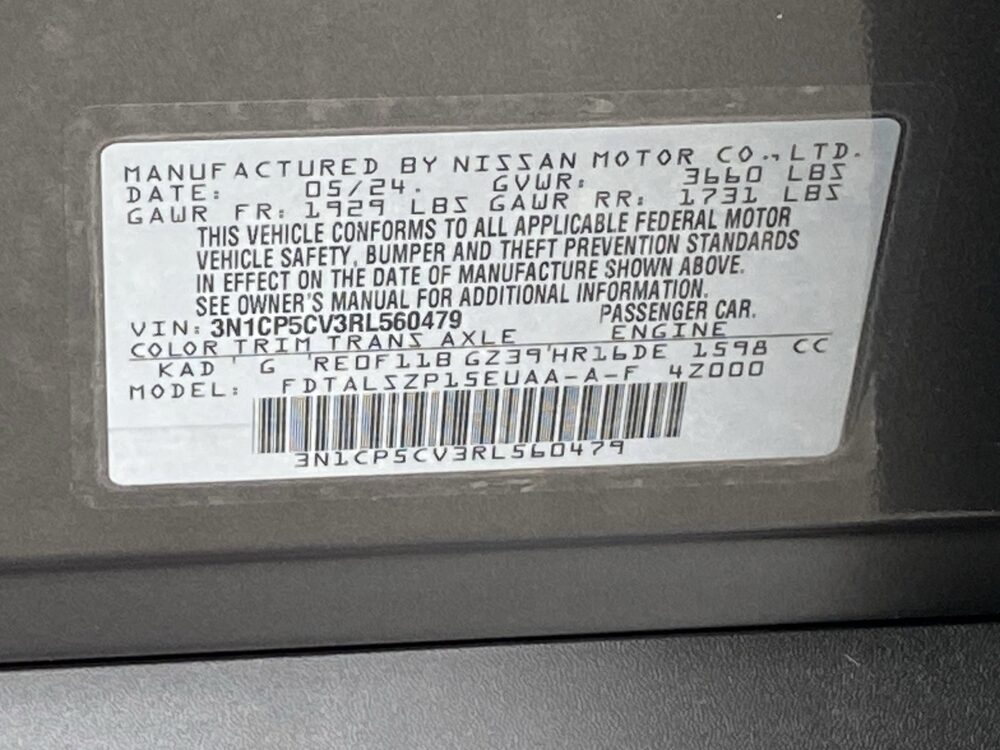 MANUFACTURED BY NISSAN MOTOR CO., LTD.
DATE: 05/24. GVWR: 3660 LBS
GAWR FR: 1929 LBS GAWR RR: 1731 LBS
THIS VEHICLE CONFORMS TO ALL APPLICABLE FEDERAL MOTOR
VEHICLE SAFETY, BUMPER AND THEFT PREVENTION STANDARDS
IN EFFECT ON THE DATE OF MANUFACTURE SHOWN ABOVE.
SEE OWNER'S MANUAL FOR ADDITIONAL INFORMATION.
VIN: 3N1CP5CV3RL560479 PASSENGER CAR.
COLOR TRIM TRANS AXLE ENGINE
KAD ' G 'RE0F11B GZ39'HR16DE 1598 CC
MODEL: FDTALSZP15EUAA-A-F 4Z000
3N1CP5CV3RL560479